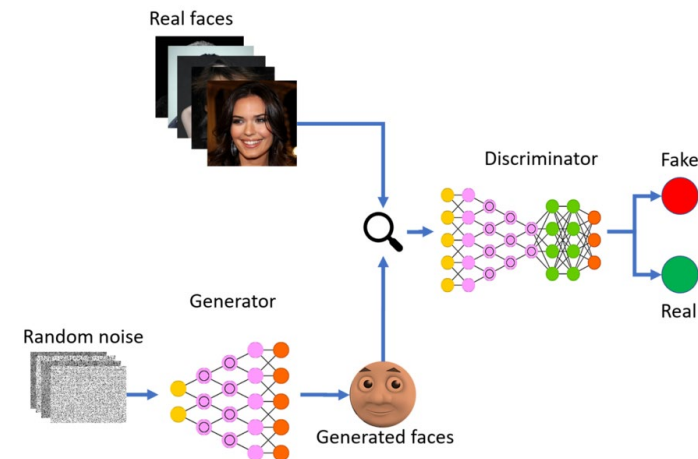 Real faces
Discriminator
Fake
Real
Generator
Random noise
Generated faces